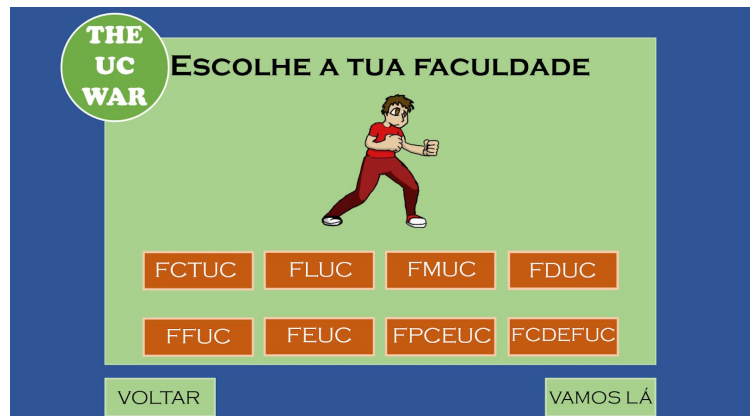 THE
UC
WAR
ESCOLHE A TUA FACULDADE
FCTUC FLUC FMUC FDUC
FFUC FEUC FPCEUC FCDEFUC
VOLTAR VAMOS LÁ